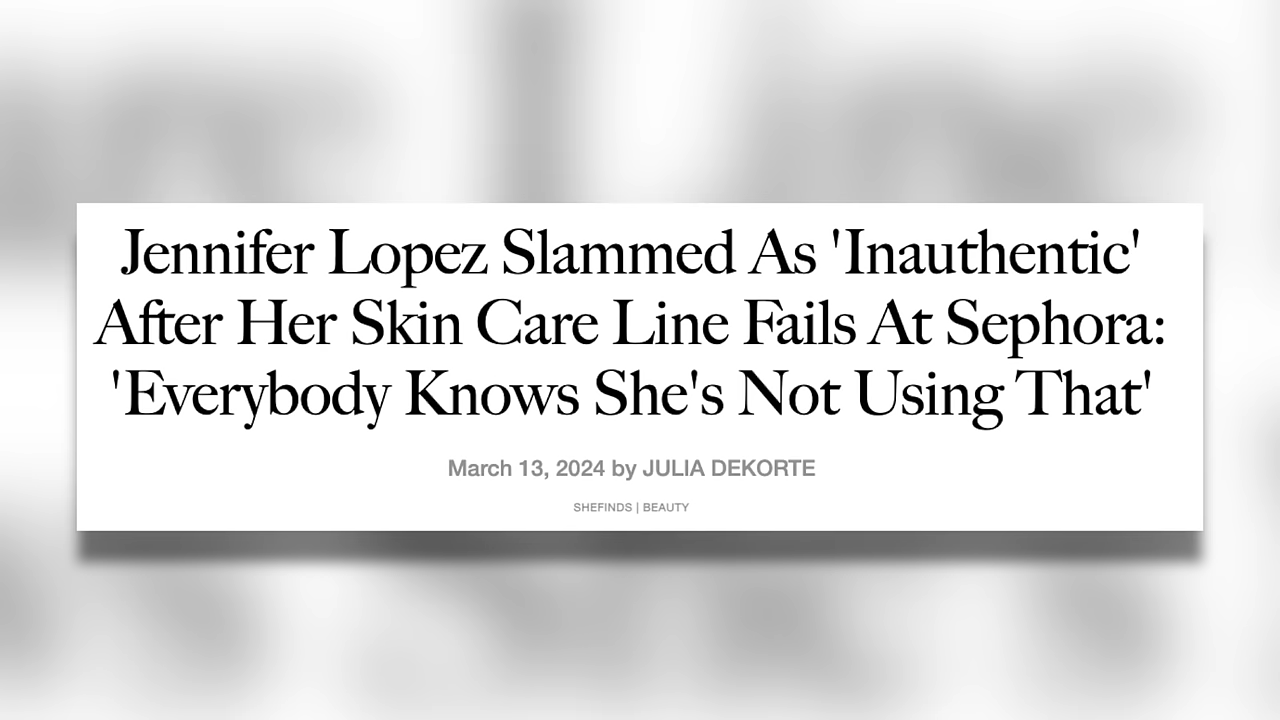 Jennifer Lopez Slammed As 'Inauthentic'
After Her Skin Care Line Fails At Sephora:
'Everybody Knows She's Not Using That'
March 13, 2024 by JULIA DEKORTE
SHEFINDS | BEAUTY